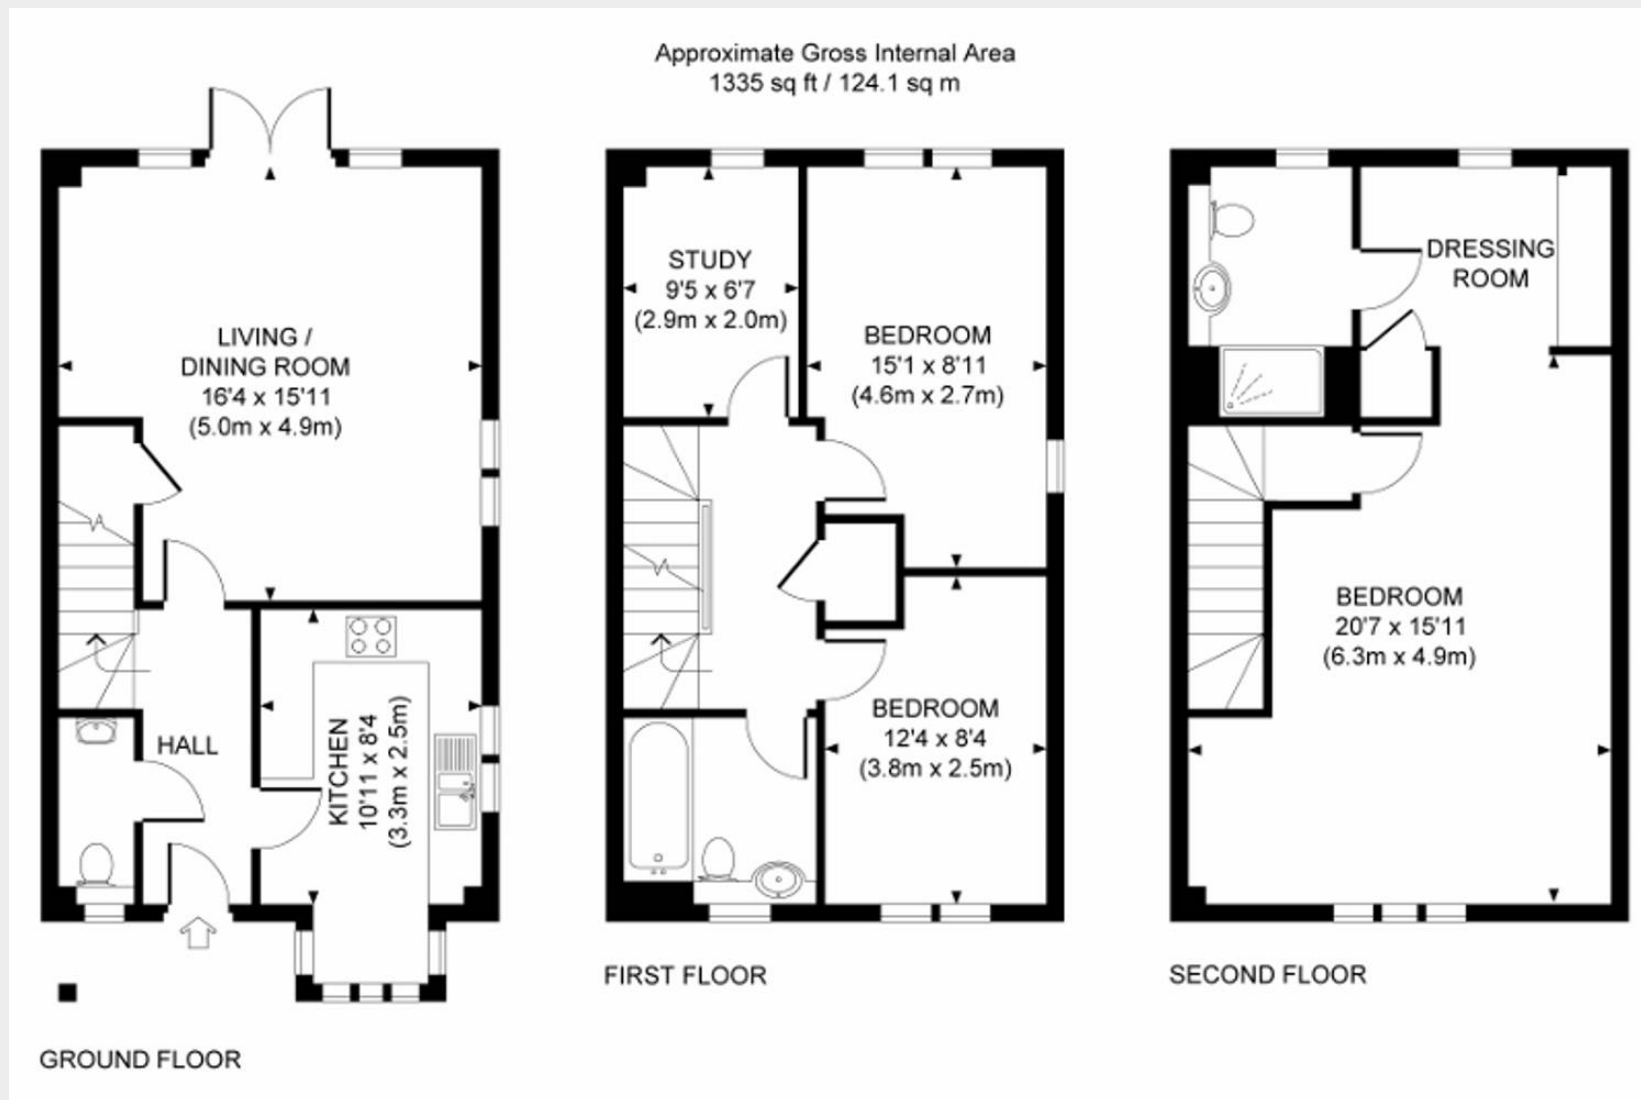 Approximate Gross Internal Area
1335 sq ft / 124.1 sq m
LIVING /
DINING ROOM
16'4 x 15'11
(5.0m x 4.9m)
HALL
KITCHEN
10'11 x 8'4
(3.3m x 2.5m)
GROUND FLOOR
STUDY
9'5 x 6'7
(2.9m x 2.0m)
BEDROOM
15'1 x 8'11
(4.6m x 2.7m)
BEDROOM
12'4 x 8'4
(3.8m x 2.5m)
FIRST FLOOR
DRESSING
ROOM
BEDROOM
20'7 x 15'11
(6.3m x 4.9m)
SECOND FLOOR